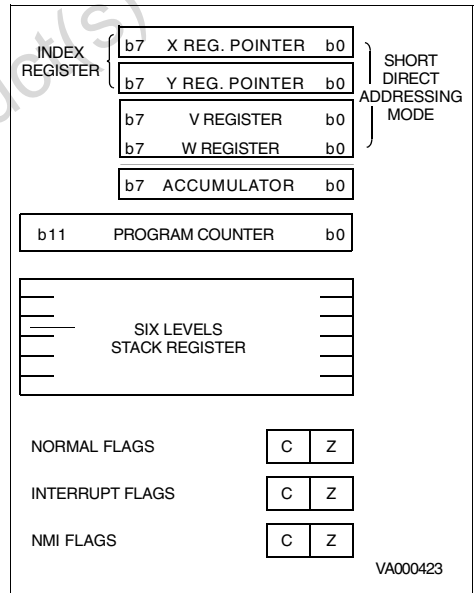 b7 X REG. POINTER b0
INDEX
REGISTER
b7 Y REG. POINTER b0
SHORT
DIRECT
ADDRESSING
MODE
b7 V REGISTER b0
b7 W REGISTER b0
b7 ACCUMULATOR b0
b11 PROGRAM COUNTER b0
SIX LEVELS
STACK REGISTER
NORMAL FLAGS C Z
INTERRUPT FLAGS C Z
NMI FLAGS C Z
VA000423